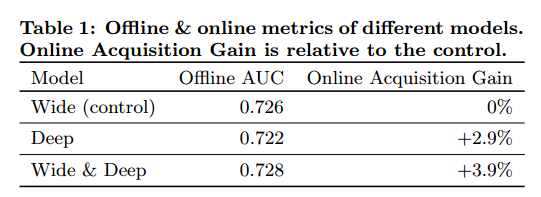 Table 1: Offline & online metrics of different models.
Online Acquisition Gain is relative to the control.
Model Offline AUC Online Acquisition Gain
Wide (control) 0.726 0%
Deep 0.722 +2.9%
Wide & Deep 0.728 +3.9%